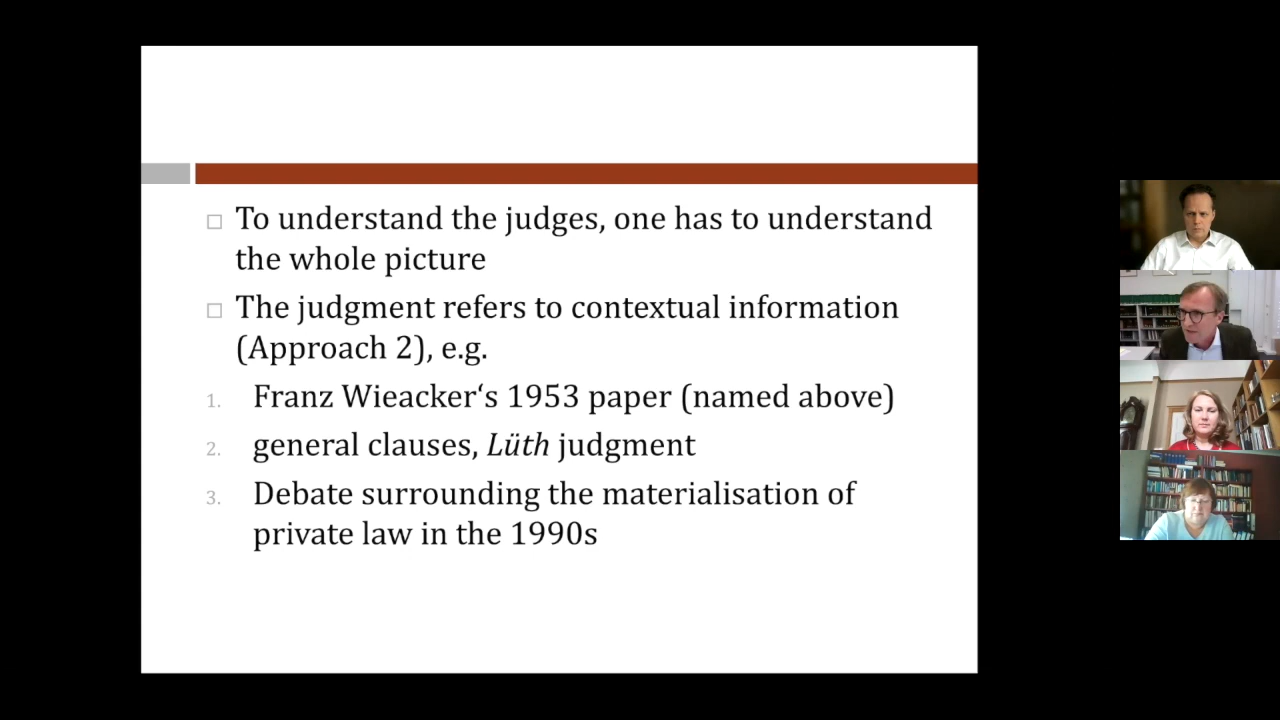 To understand the judges, one has to understand
the whole picture
The judgment refers to contextual information
(Approach 2), e.g.
1. Franz Wieacker‘s 1953 paper (named above)
2. general clauses, Lüth judgment
3. Debate surrounding the materialisation of
private law in the 1990s